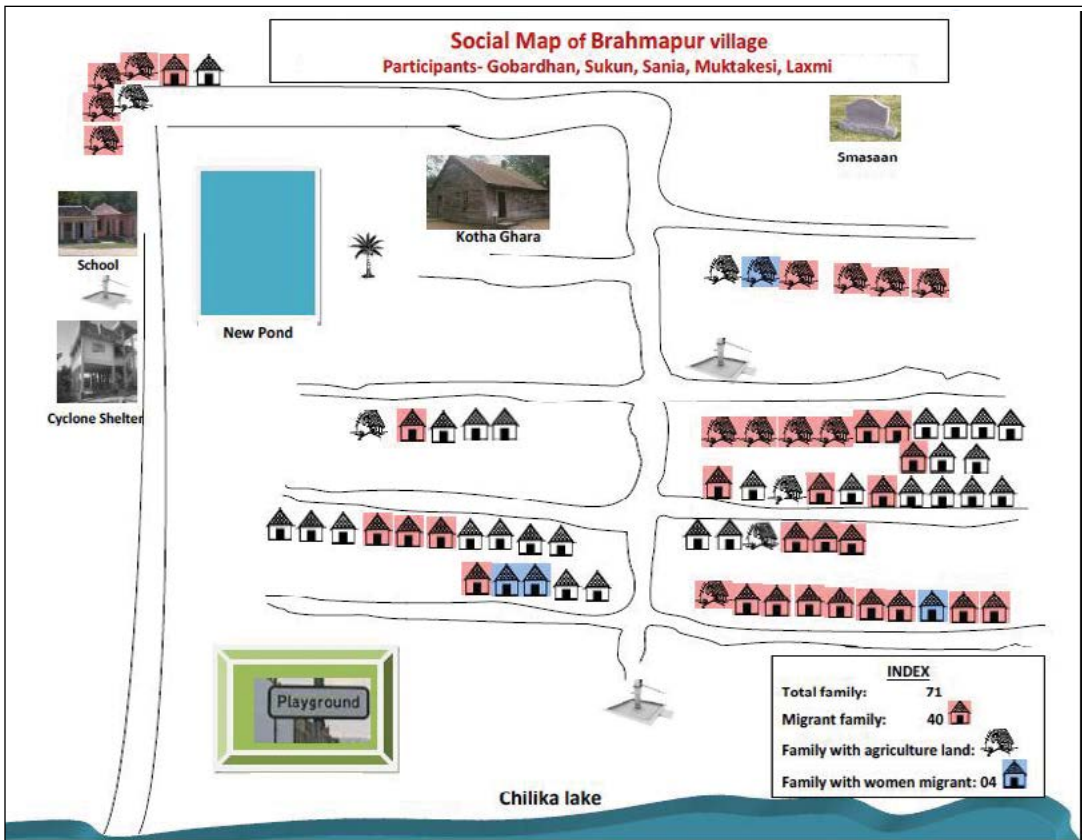 Social Map of Brahmapur village
Participants- Gobardhan, Sukun, Sania, Muktakesi, Laxmi
Smasaan
Kotha Ghara
School
New Pond
Cyclone Shelter
Playground
INDEX
Total family: 71
Migrant family: 40
Family with agriculture land:
Family with women migrant: 04
Chilika lake